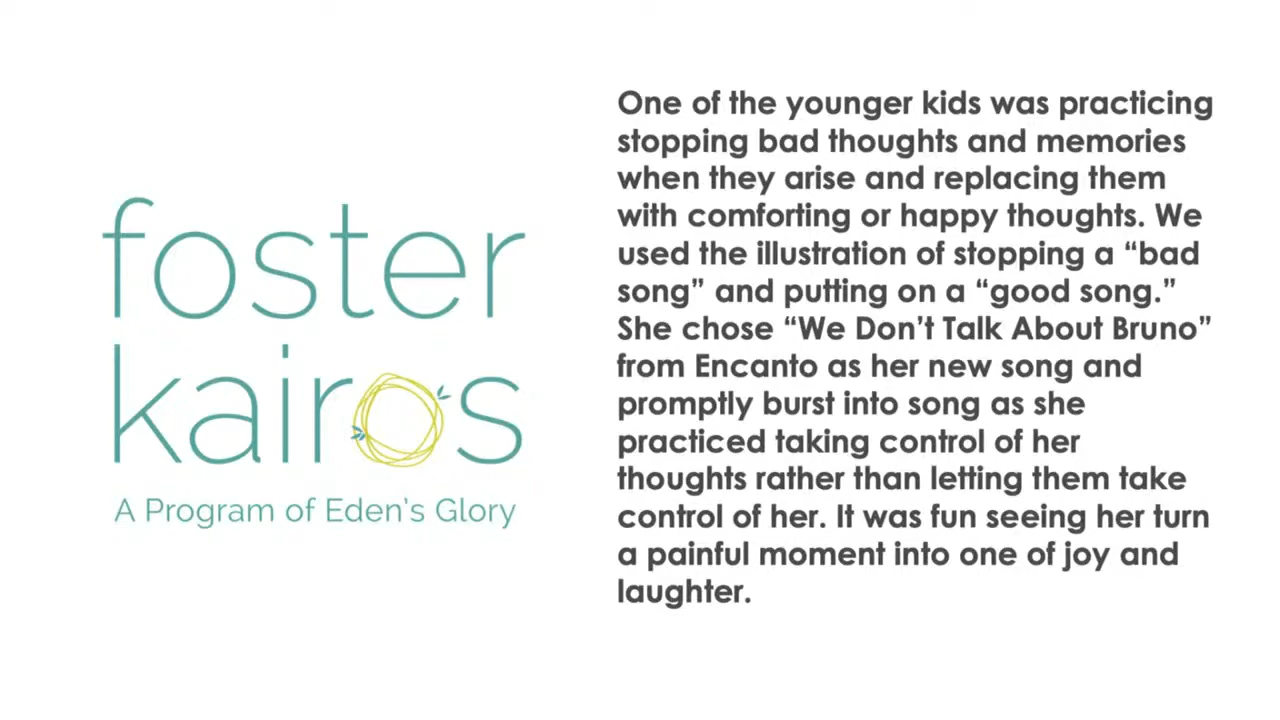 foster
kairos
A Program of Eden’s Glory
One of the younger kids was practicing
stopping bad thoughts and memories
when they arise and replacing them
with comforting or happy thoughts. We
used the illustration of stopping a “bad
song” and putting on a “good song.”
She chose “We Don’t Talk About Bruno”
from Encanto as her new song and
promptly burst into song as she
practiced taking control of her
thoughts rather than letting them take
control of her. It was fun seeing her turn
a painful moment into one of joy and
laughter.